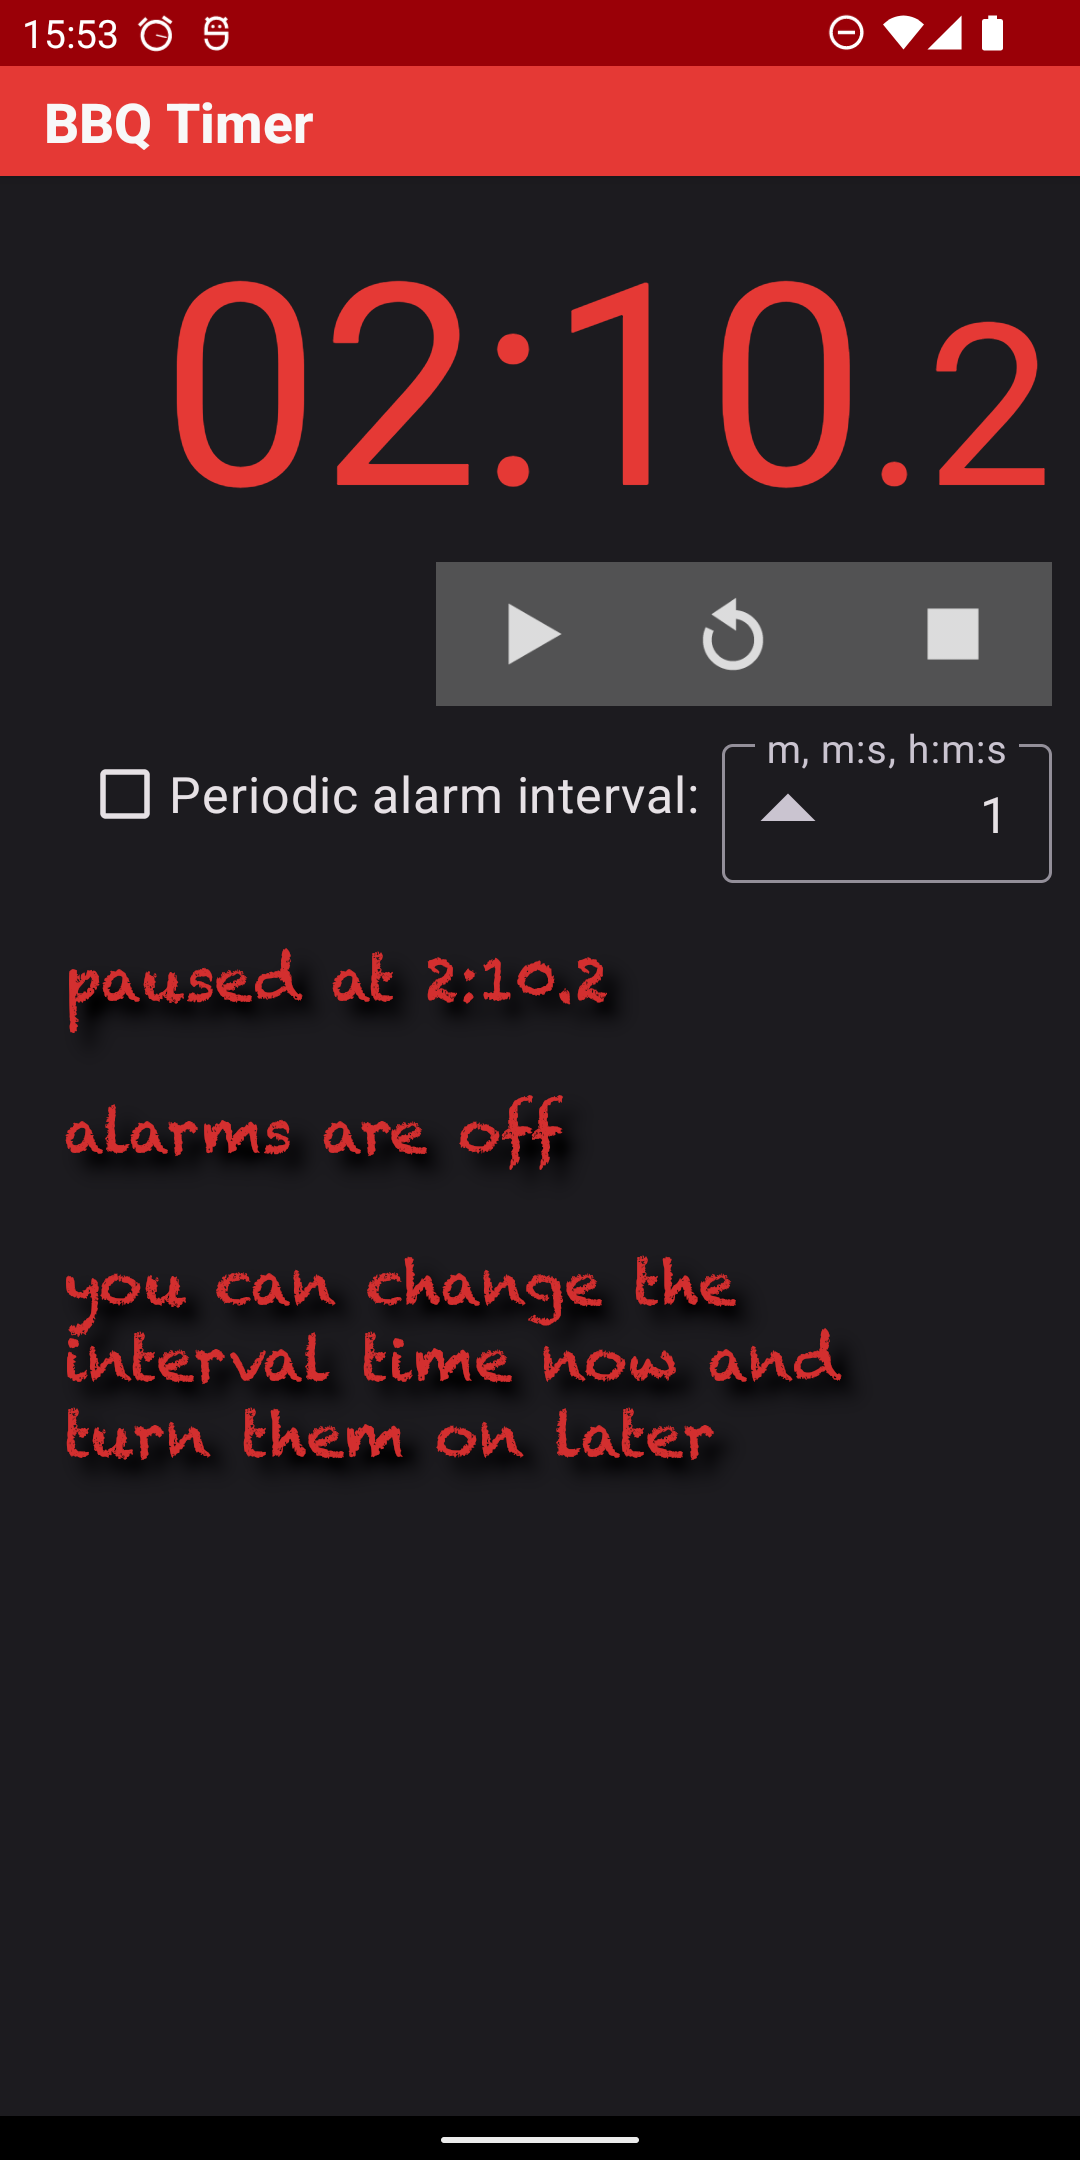 15:53
BBQ Timer
02:10.2
m, m:s, h:m:s
Periodic alarm interval:
1
paused at 2:10.2
alarms are off
you can change the
interval time now and
turn them on later